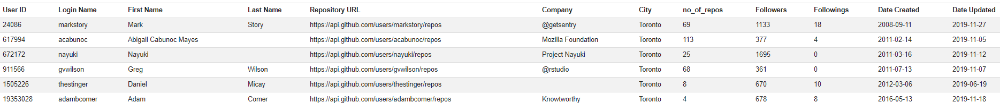 User ID Login Name First Name Last Name Repository URL Company City no_of_repos Followers Followings Date Created Date Updated
24086 markstory Mark Story https://api.github.com/users/markstory/repos @getsentry Toronto 69 1133 18 2008-09-11 2019-11-27
617994 acabunoc Abigail Cabunoc Mayes https://api.github.com/users/acabunoc/repos Mozilla Foundation Toronto 113 377 4 2011-02-14 2019-11-05
672172 nayuki Nayuki https://api.github.com/users/nayuki/repos Project Nayuki Toronto 25 1695 0 2011-03-16 2019-11-12
911566 gvwilson Greg Wilson https://api.github.com/users/gvwilson/repos @rstudio Toronto 68 361 0 2011-07-13 2019-11-07
1505226 thestinger Daniel Micay https://api.github.com/users/thestinger/repos Toronto 8 670 10 2012-03-06 2019-06-19
19353028 adambcomer Adam Comer https://api.github.com/users/adambcomer/repos Knowtworthy Toronto 4 678 8 2016-05-13 2019-11-18